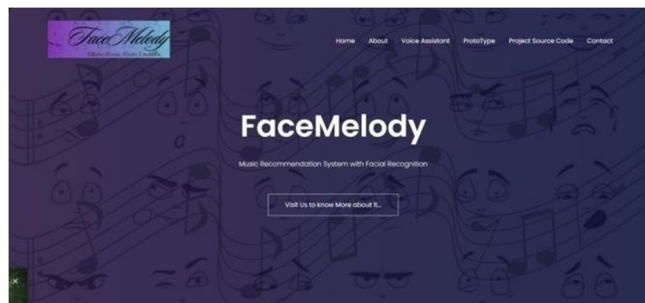 FaceMelody
Home About Voice Assistant ProtoType Project Source Code Contact
FaceMelody
Music Recommendation System with Facial Recognition
Visit Us to know More about it...